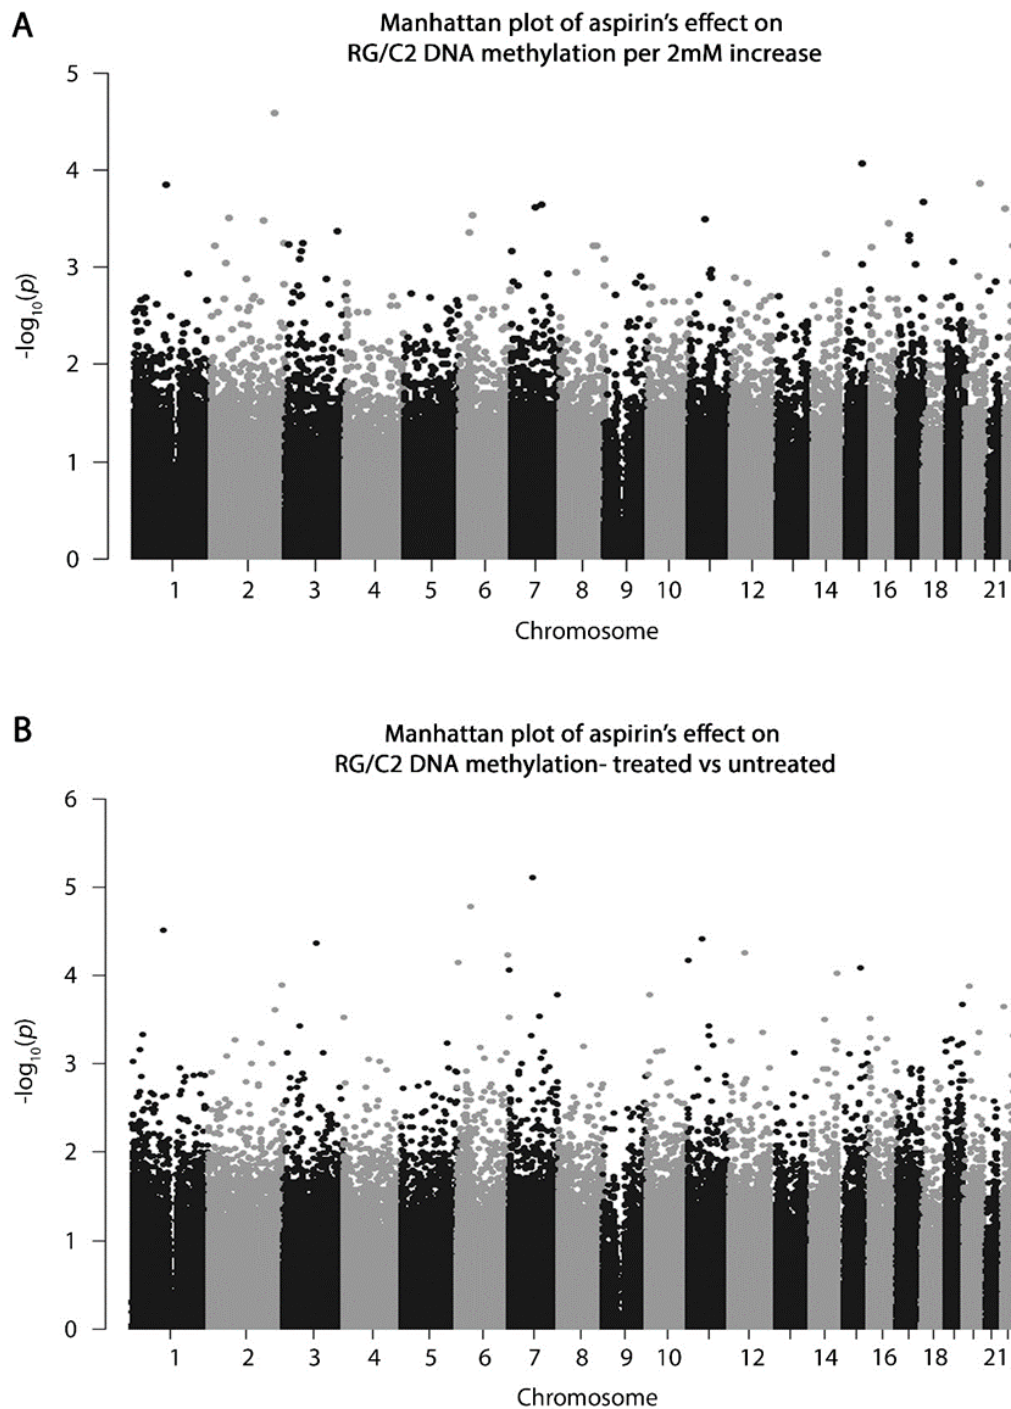 A
Manhattan plot of aspirin's effect on
RG/C2 DNA methylation per 2mM increase
5
4
3
2
1
0
-log10(p)
1 2 3 4 5 6 7 8 9 10 12 14 16 18 21
Chromosome
B
Manhattan plot of aspirin's effect on
RG/C2 DNA methylation- treated vs untreated
6
5
4
3
2
1
0
-log10(p)
1 2 3 4 5 6 7 8 9 10 12 14 16 18 21
Chromosome